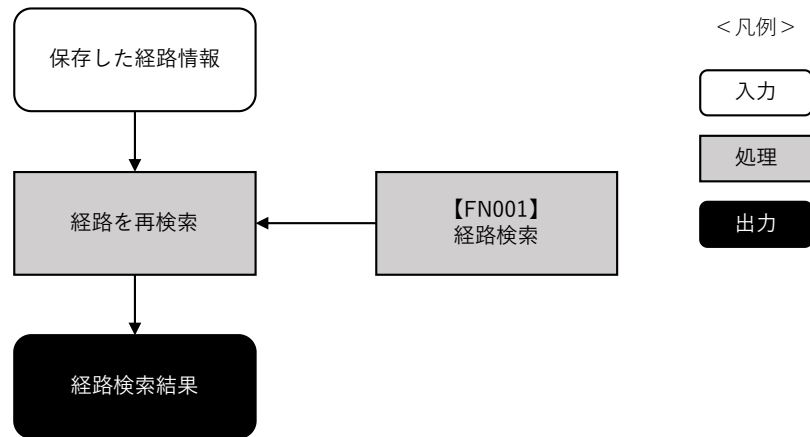 保存した経路情報
経路を再検索
【FN001】
経路検索
経路検索結果
＜凡例＞
入力
処理
出力